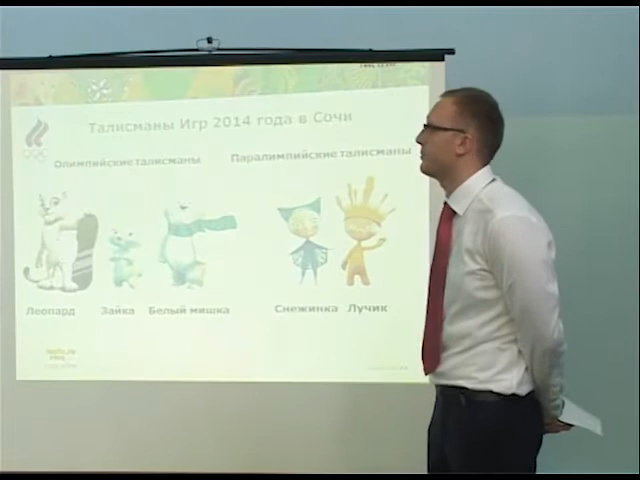 Талисманы Игр 2014 года в Сочи
Олимпийские талисманы Паралимпийские талисманы
Леопард Зайка Белый мишка Снежинка Лучик